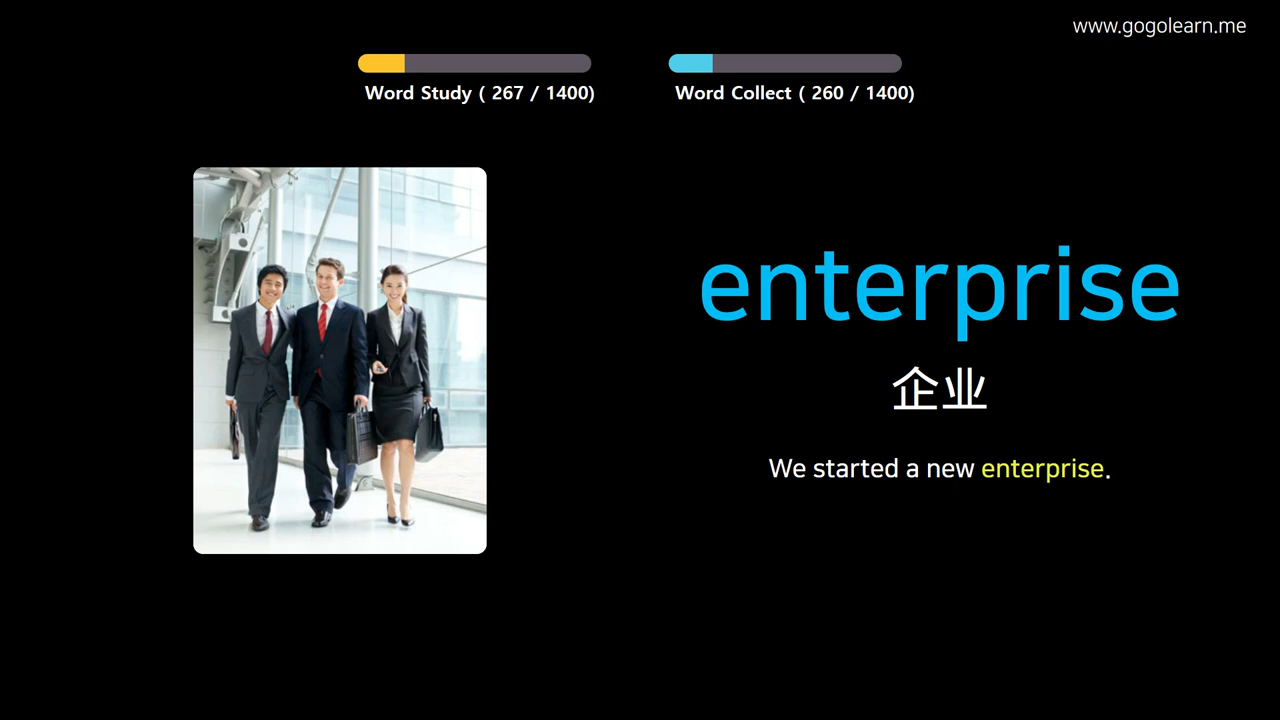 www.gogolearn.me
Word Study ( 267 / 1400)
Word Collect ( 260 / 1400)
enterprise
企业
We started a new enterprise.